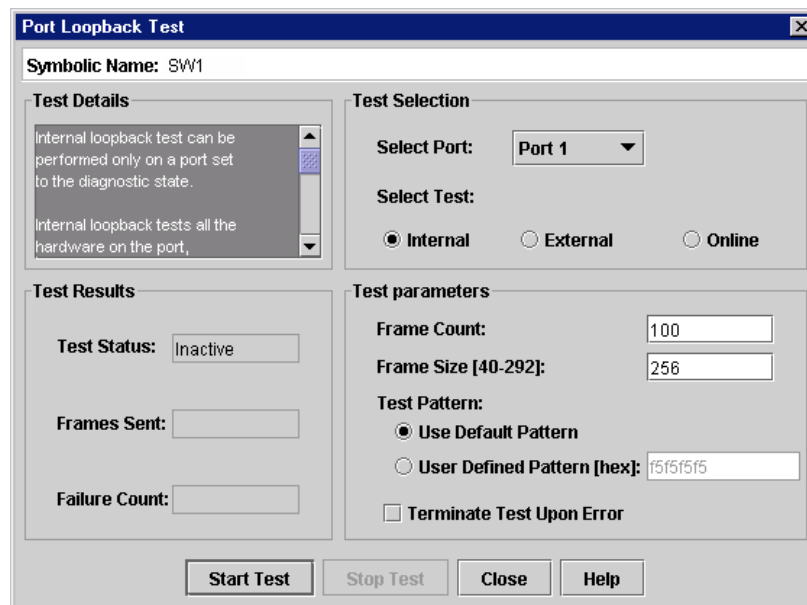 Port Loopback Test
Symbolic Name: SW1
Test Details
Internal loopback test can be
performed only on a port set
to the diagnostic state.
Internal loopback tests all the
hardware on the port,
Test Selection
Select Port: Port 1
Select Test:
Internal External Online
Test Results
Test Status: Inactive
Frames Sent:
Failure Count:
Test parameters
Frame Count: 100
Frame Size [40-292]: 256
Test Pattern:
Use Default Pattern
User Defined Pattern [hex]: f5f5f5f5
Terminate Test Upon Error
Start Test Stop Test Close Help